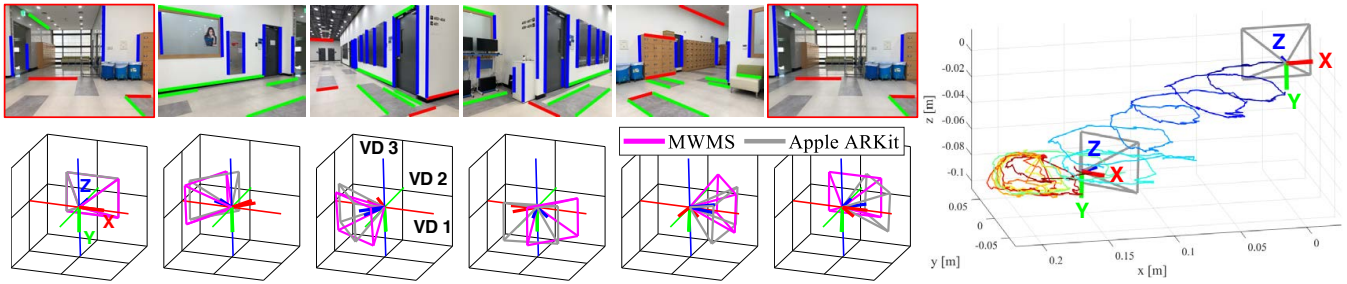 MWMS Apple ARKit
Z
X
Y
VD 3
VD 2
VD 1
Z
X
Y
Z
X
Y
z [m]
0
-0.02
-0.04
-0.06
-0.08
-0.1
y [m]
0.05
0
-0.05
x [m]
0.2
0.15
0.1
0.05
0